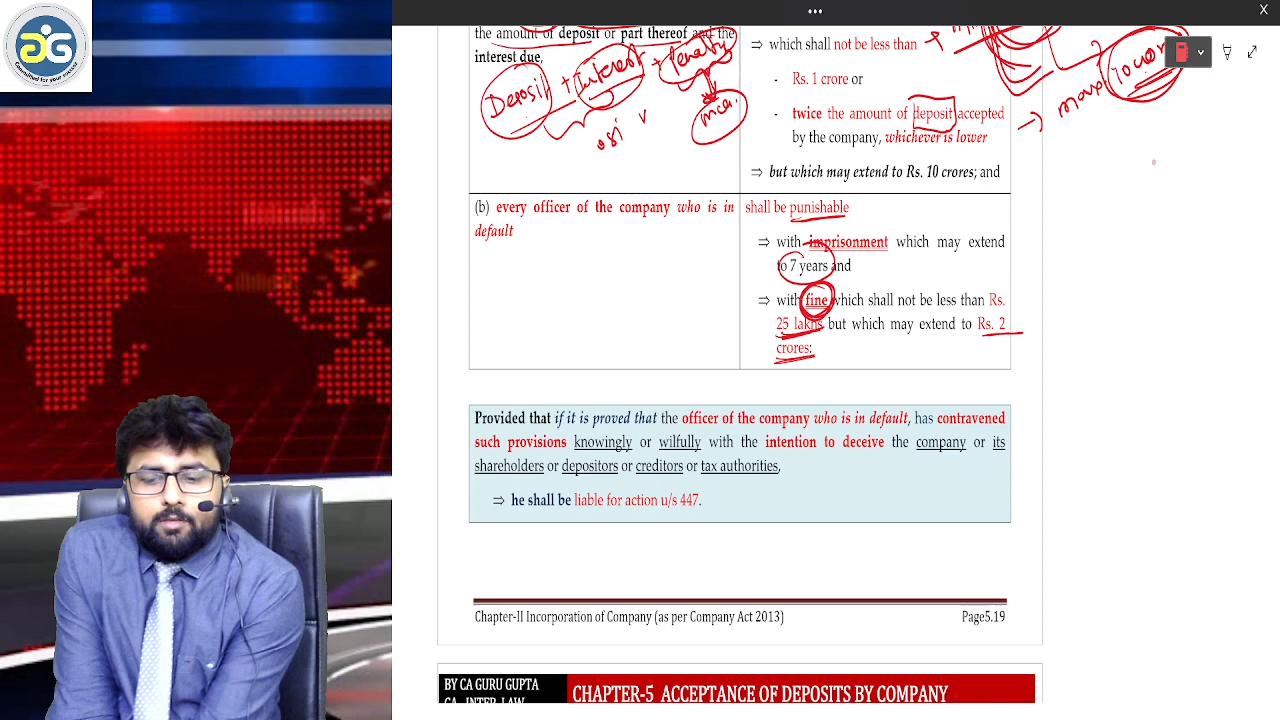 X
the amount of deposit or part thereof and the
interest due,
Deposit + Interest + Penalty
⇒ which shall not be less than
- Rs. 1 crore or
- twice the amount of deposit accepted
by the company, whichever is lower
→ max 10 cror
⇒ but which may extend to Rs. 10 crores; and
(b) every officer of the company who is in
default
shall be punishable
⇒ with imprisonment which may extend
to 7 years and
⇒ with fine which shall not be less than Rs.
25 lakhs but which may extend to Rs. 2
crores:
Provided that if it is proved that the officer of the company who is in default, has contravened
such provisions knowingly or wilfully with the intention to deceive the company or its
shareholders or depositors or creditors or tax authorities,
⇒ he shall be liable for action u/s 447.
Chapter-II Incorporation of Company (as per Company Act 2013) Page5.19
BY CA GURU GUPTA
CA- INTER- LAW
CHAPTER-5 ACCEPTANCE OF DEPOSITS BY COMPANY